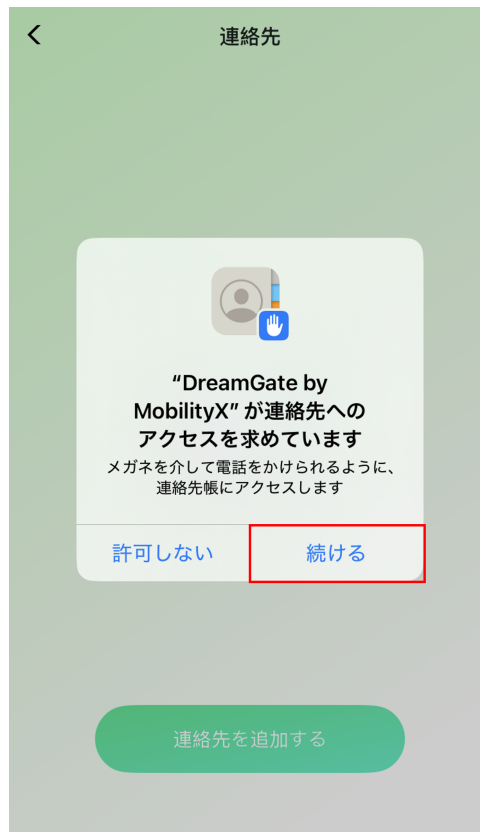 連絡先
“DreamGate by
MobilityX” が連絡先への
アクセスを求めています
メガネを介して電話をかけられるように、
連絡先帳にアクセスします
許可しない
続ける
連絡先を追加する